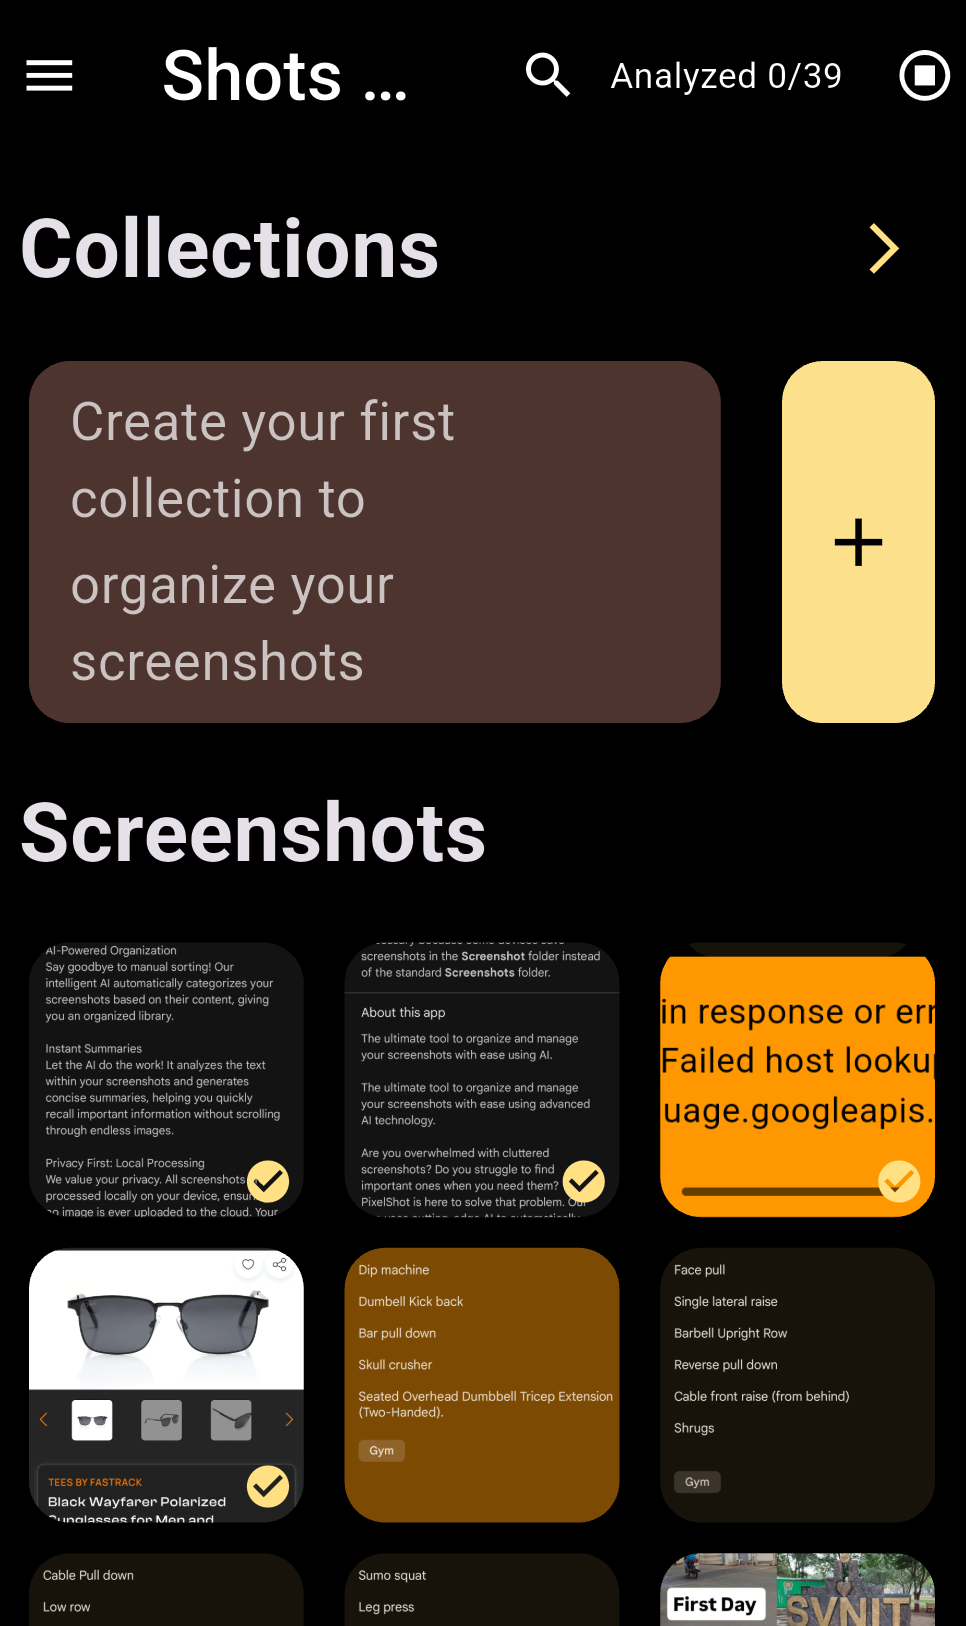 Shots ...
Analyzed 0/39
Collections
Create your first
collection to
organize your
screenshots
Screenshots
AI-Powered Organization
Say goodbye to manual sorting! Our
intelligent AI automatically categorizes your
screenshots based on their content, giving
you an organized library.
Instant Summaries
Let the AI do the work! It analyzes the text
within your screenshots and generates
concise summaries, helping you quickly
recall important information without scrolling
through endless images.
Privacy First: Local Processing
We value your privacy. All screenshots
processed locally on your device,
no image is ever uploaded to the cloud. Your
because some devices save
screenshots in the Screenshot folder instead
of the standard Screenshots folder.
About this app
The ultimate tool to organize and manage
your screenshots with ease using AI.
The ultimate tool to organize and manage
your screenshots with ease using advanced
AI technology.
Are you overwhelmed with cluttered
screenshots? Do you struggle to find
important ones when you need them?
PixelShot is here to solve that problem. Our
in response or err
Failed host looku
uage.googleapis.
TEES BY FASTRACK
Black Wayfarer Polarized
Sunglasses for Men and
Dip machine
Dumbell Kick back
Bar pull down
Skull crusher
Seated Overhead Dumbbell Tricep Extension
(Two-Handed).
Gym
Face pull
Single lateral raise
Barbell Upright Row
Reverse pull down
Cable front raise (from behind)
Shrugs
Gym
Cable Pull down
Low row
Sumo squat
Leg press
First Day
SVNIT